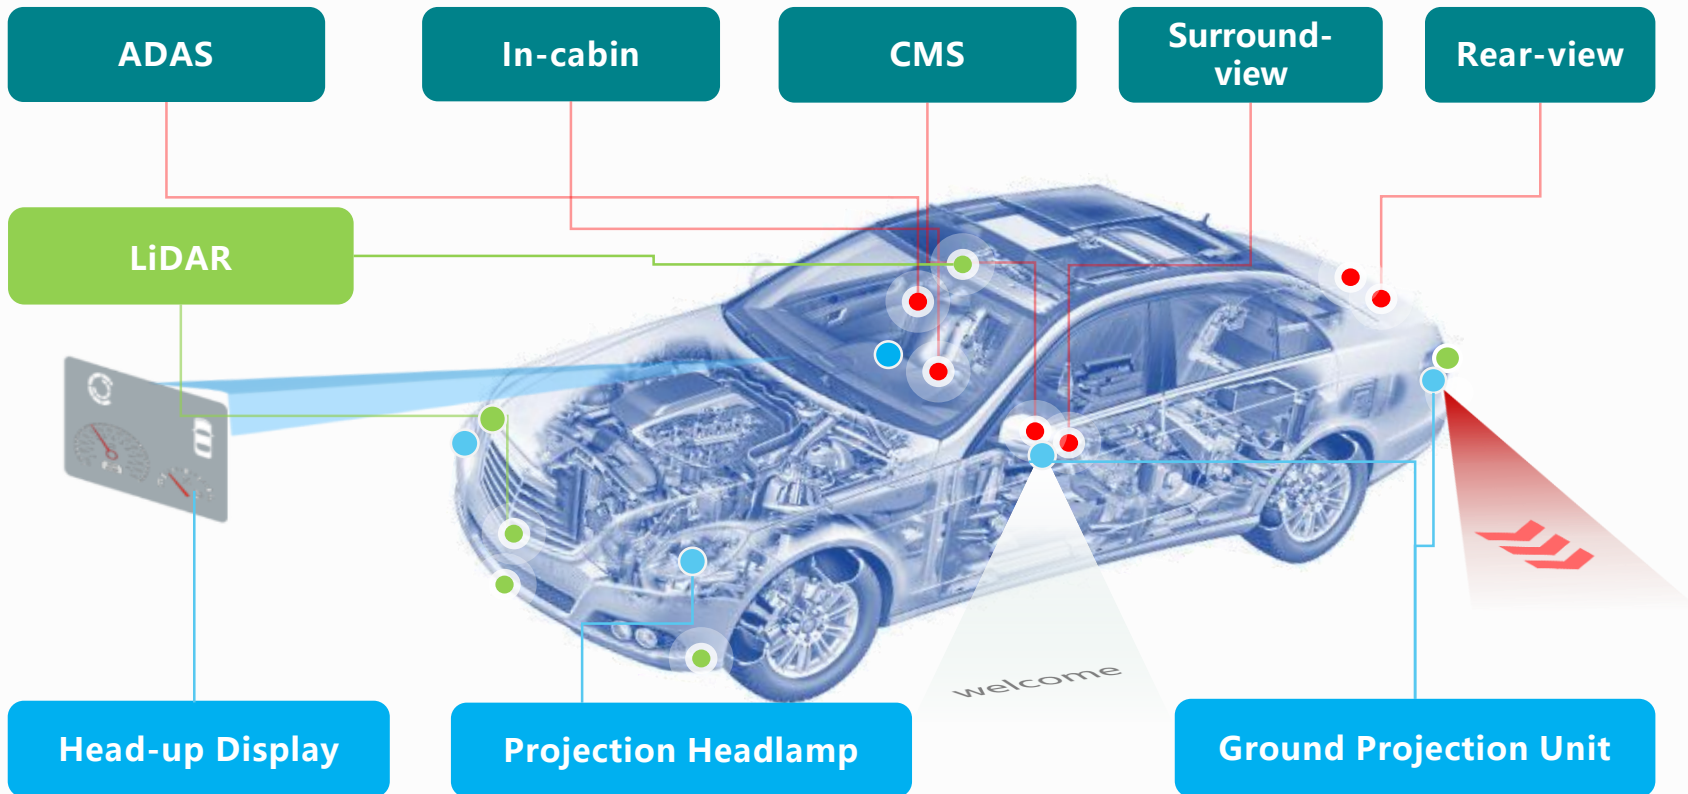 ADAS
In-cabin
CMS
Surround-
view
Rear-view
LiDAR
welcome
Head-up Display
Projection Headlamp
Ground Projection Unit